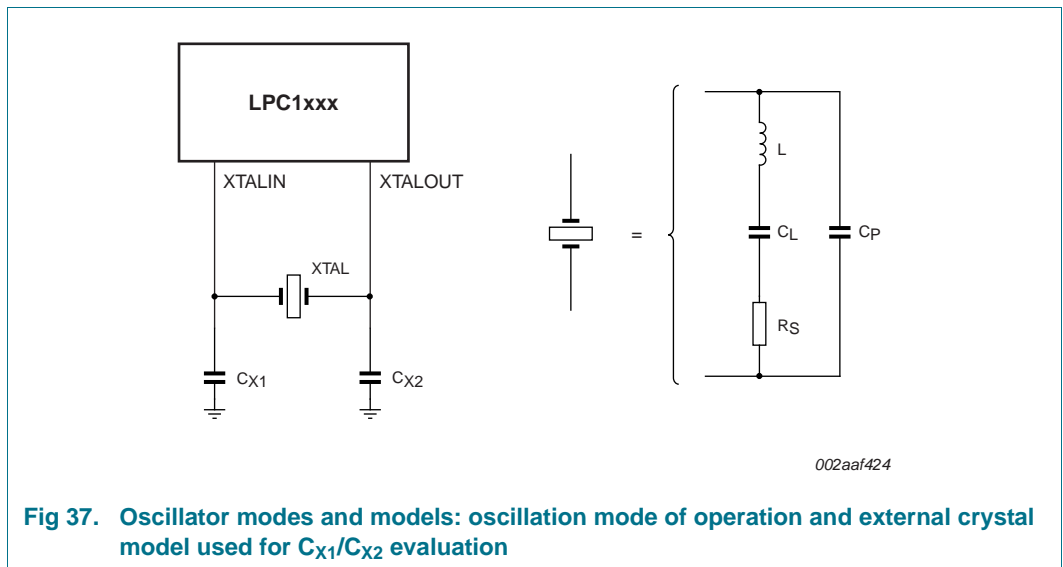 LPC1xxx
XTALIN
XTALOUT
XTAL
CX1
CX2
=
L
CL
CP
RS
002aaf424
Fig 37. Oscillator modes and models: oscillation mode of operation and external crystal
model used for CX1/CX2 evaluation